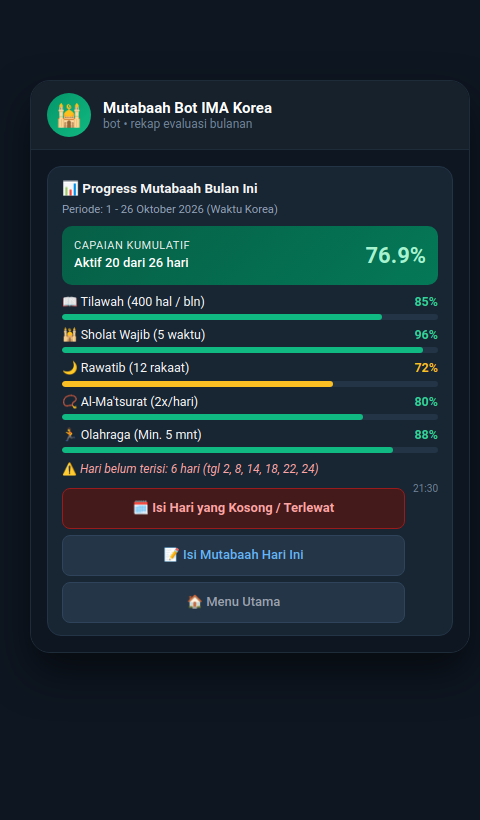 Mutabaah Bot IMA Korea
bot • rekap evaluasi bulanan
📊 Progress Mutabaah Bulan Ini
Periode: 1 - 26 Oktober 2026 (Waktu Korea)
CAPAIAN KUMULATIF
Aktif 20 dari 26 hari
76.9%
📖 Tilawah (400 hal / bln) 85%
🕌 Sholat Wajib (5 waktu) 96%
🌙 Rawatib (12 rakaat) 72%
📿 Al-Ma'tsurat (2x/hari) 80%
🏃 Olahraga (Min. 5 mnt) 88%
⚠️ Hari belum terisi: 6 hari (tgl 2, 8, 14, 18, 22, 24)
21:30
🗓️ Isi Hari yang Kosong / Terlewat
📝 Isi Mutabaah Hari Ini
🏠 Menu Utama